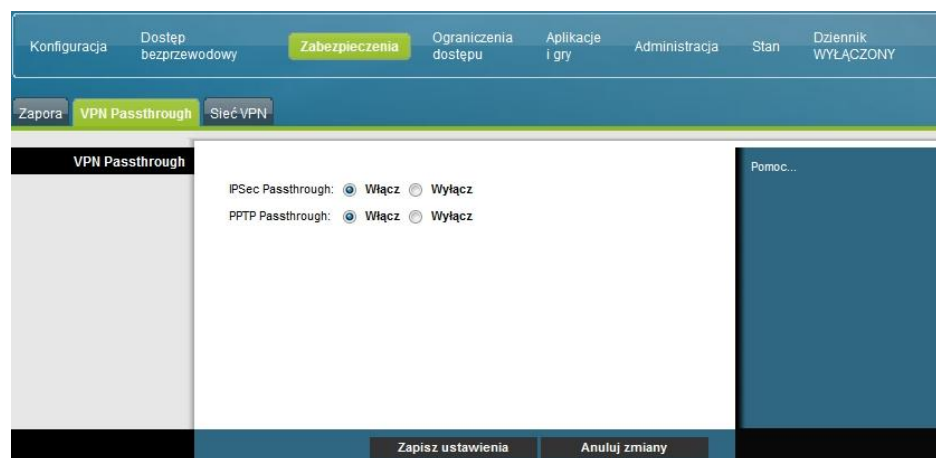 Konfiguracja Dostęp bezprzewodowy Zabezpieczenia Ograniczenia dostępu Aplikacje i gry Administracja Stan Dziennik WYŁĄCZONY
Zapora VPN Passthrough Sieć VPN
VPN Passthrough
IPSec Passthrough: Włącz Wyłącz
PPTP Passthrough: Włącz Wyłącz
Pomoc...
Zapisz ustawienia Anuluj zmiany